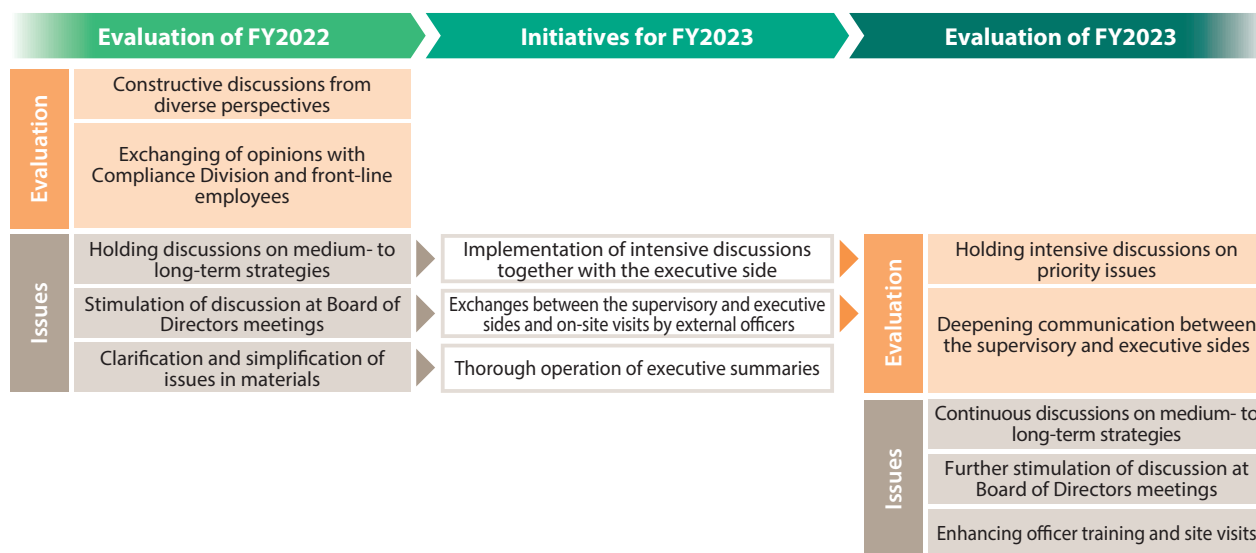 Evaluation of FY2022
Initiatives for FY2023
Evaluation of FY2023
Evaluation
Constructive discussions from
diverse perspectives
Exchanging of opinions with
Compliance Division and front-line
employees
Issues
Holding discussions on medium- to
long-term strategies
Stimulation of discussion at Board of
Directors meetings
Clarification and simplification of
issues in materials
Implementation of intensive discussions
together with the executive side
Exchanges between the supervisory and executive
sides and on-site visits by external officers
Thorough operation of executive summaries
Evaluation
Holding intensive discussions on
priority issues
Deepening communication between
the supervisory and executive sides
Issues
Continuous discussions on medium- to
long-term strategies
Further stimulation of discussion at
Board of Directors meetings
Enhancing officer training and site visits